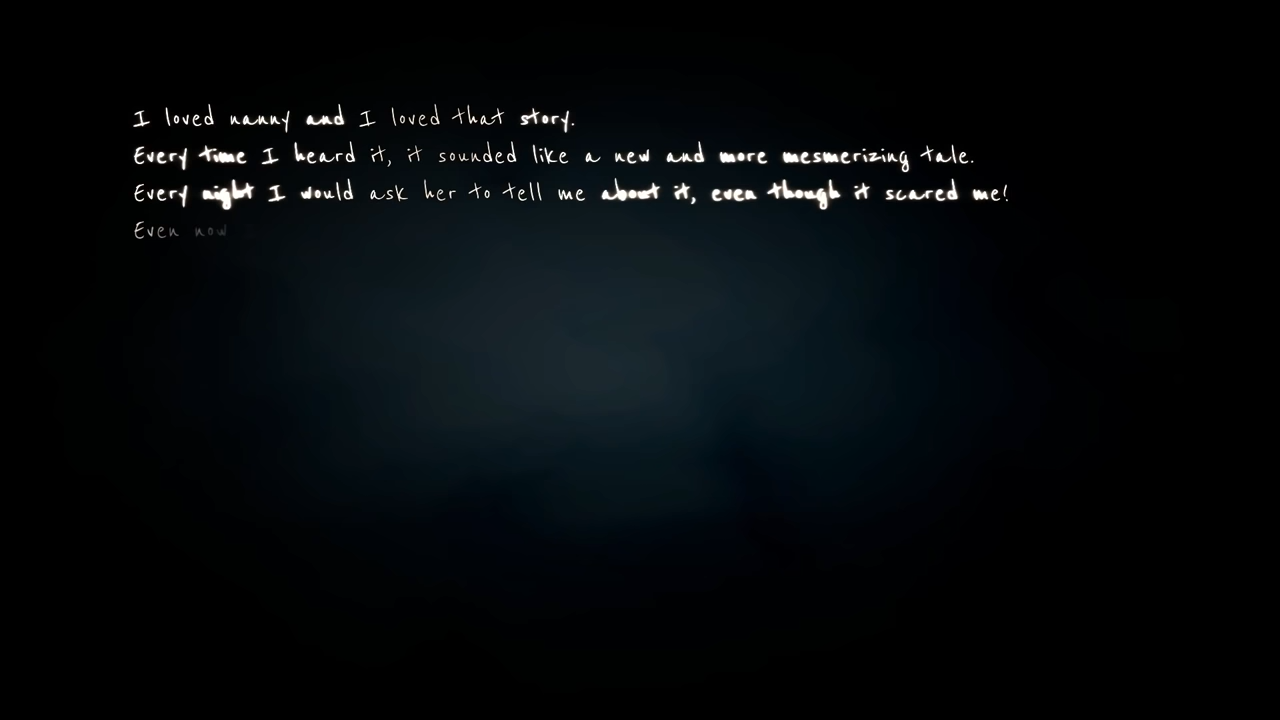 I loved nanny and I loved that story.
Every time I heard it, it sounded like a new and more mesmerizing tale.
Every night I would ask her to tell me about it, even though it scared me!
Even now